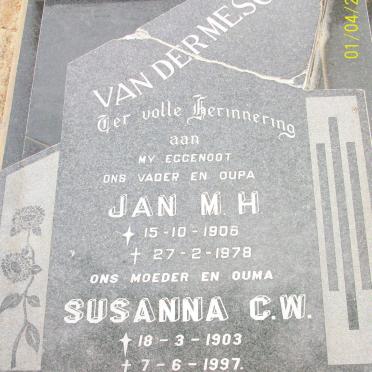 VAN DER MESC
Ter volle Herinnering
aan
MY EGGENOOT
ONS VADER EN OUPA
JAN M. H
15-10-1906
27-2-1978
ONS MOEDER EN OUMA
SUSANNA C.W.
18-3-1903
7-6-1997.
01/04/2